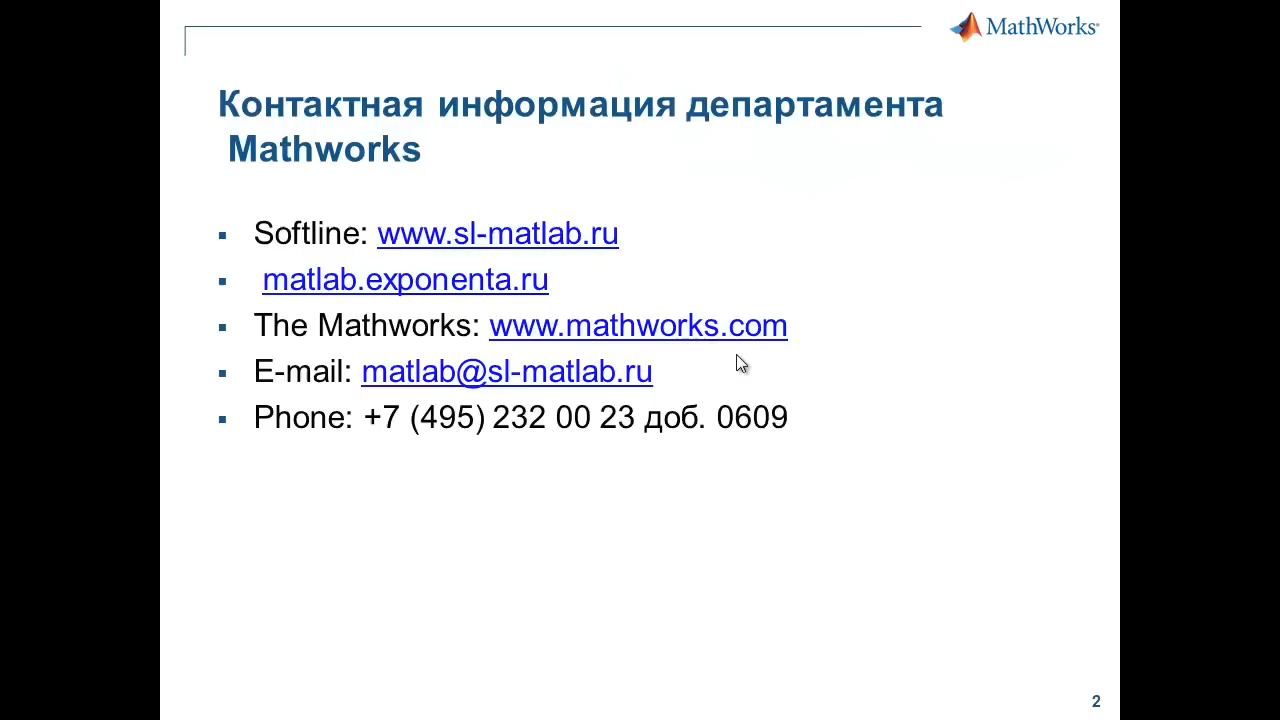 MathWorks®
Контактная информация департамента
Mathworks
Softline: www.sl-matlab.ru
matlab.exponenta.ru
The Mathworks: www.mathworks.com
E-mail: matlab@sl-matlab.ru
Phone: +7 (495) 232 00 23 доб. 0609
2